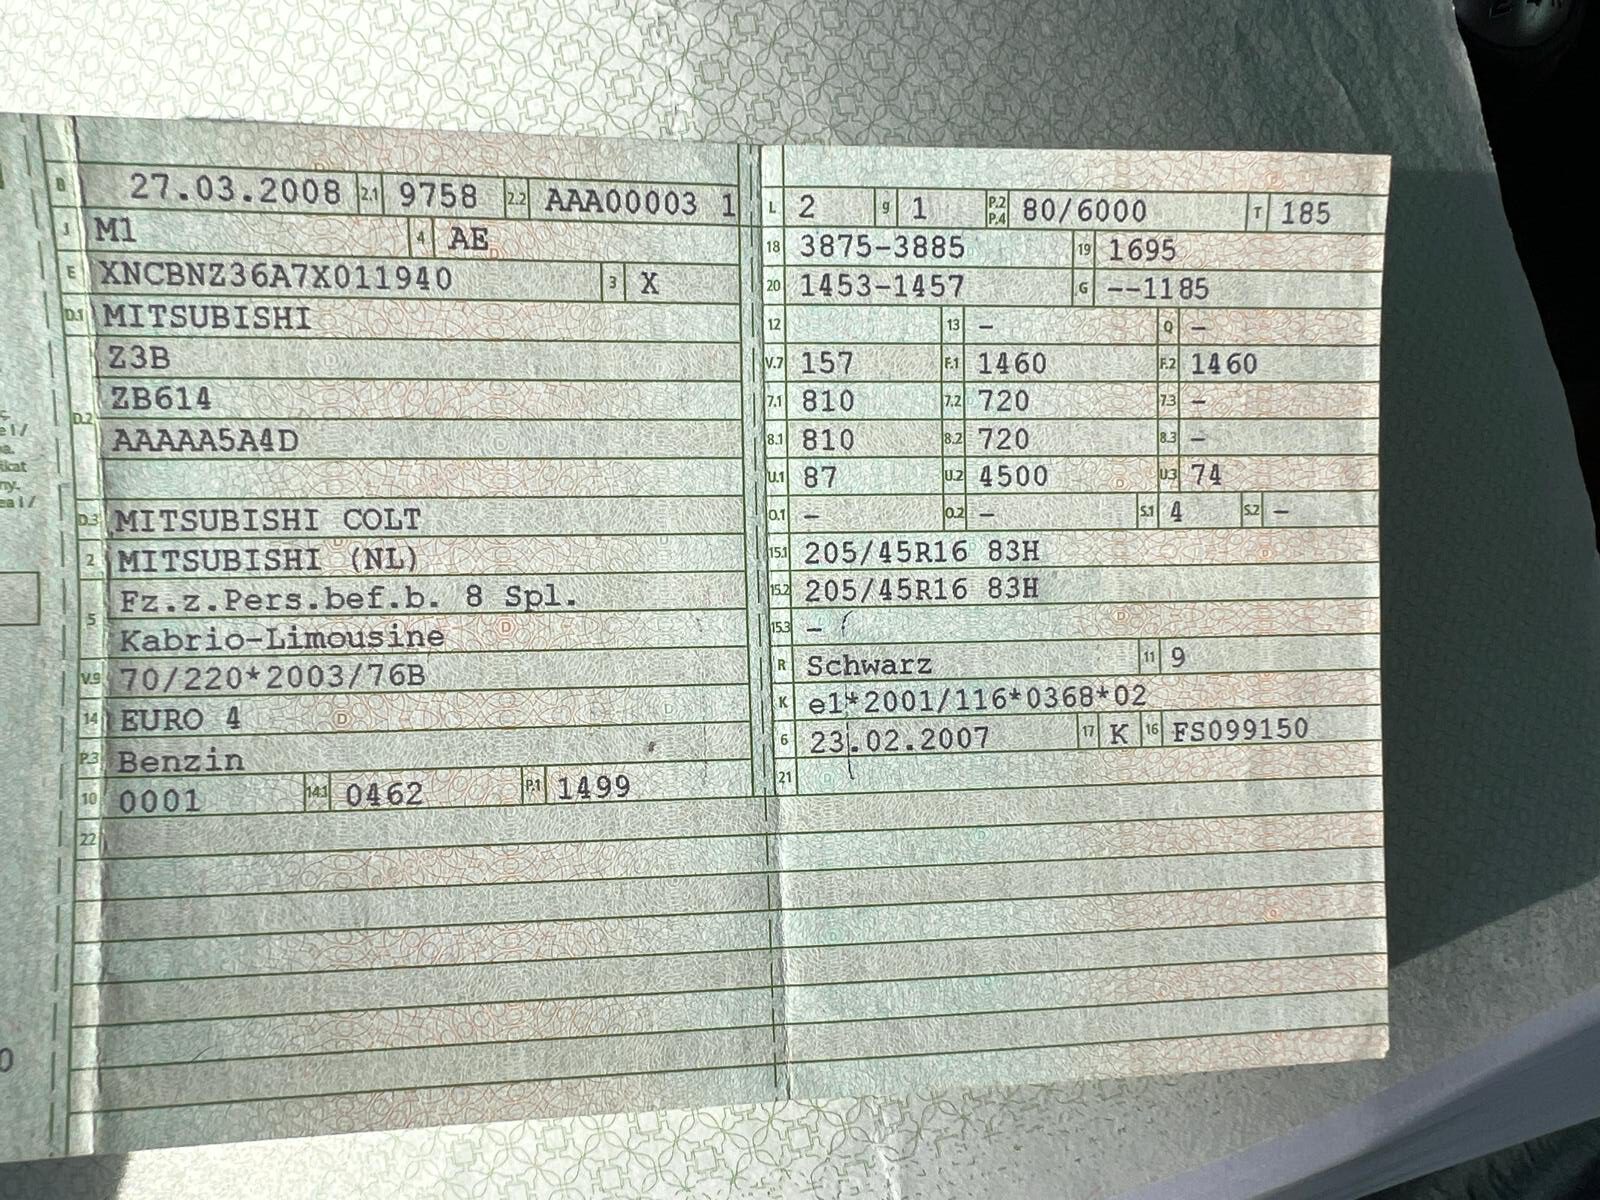 B 27.03.2008 2.1 9758 2.2 AAA00003 1
J M1 4 AE
E XNCBNZ36A7X011940 3 X
D.1 MITSUBISHI
Z3B
D.2 ZB614
AAAAA5A4D
D.3 MITSUBISHI COLT
2 MITSUBISHI (NL)
5 Fz.z.Pers.bef.b. 8 Spl.
Kabrio-Limousine
V.9 70/220*2003/76B
14 EURO 4
P.3 Benzin
10 0001 14.1 0462 P.1 1499
22
L 2 9 1 P.2 P.4 80/6000 T 185
18 3875-3885 19 1695
20 1453-1457 G --1185
12 13 - Q -
V.7 157 F.1 1460 F.2 1460
7.1 810 7.2 720 7.3 -
8.1 810 8.2 720 8.3 -
U.1 87 U.2 4500 U.3 74
O.1 - O.2 - S.1 4 S.2 -
15.1 205/45R16 83H
15.2 205/45R16 83H
15.3 -
R Schwarz 11 9
K e1*2001/116*0368*02
6 23.02.2007 17 K 16 FS099150
21